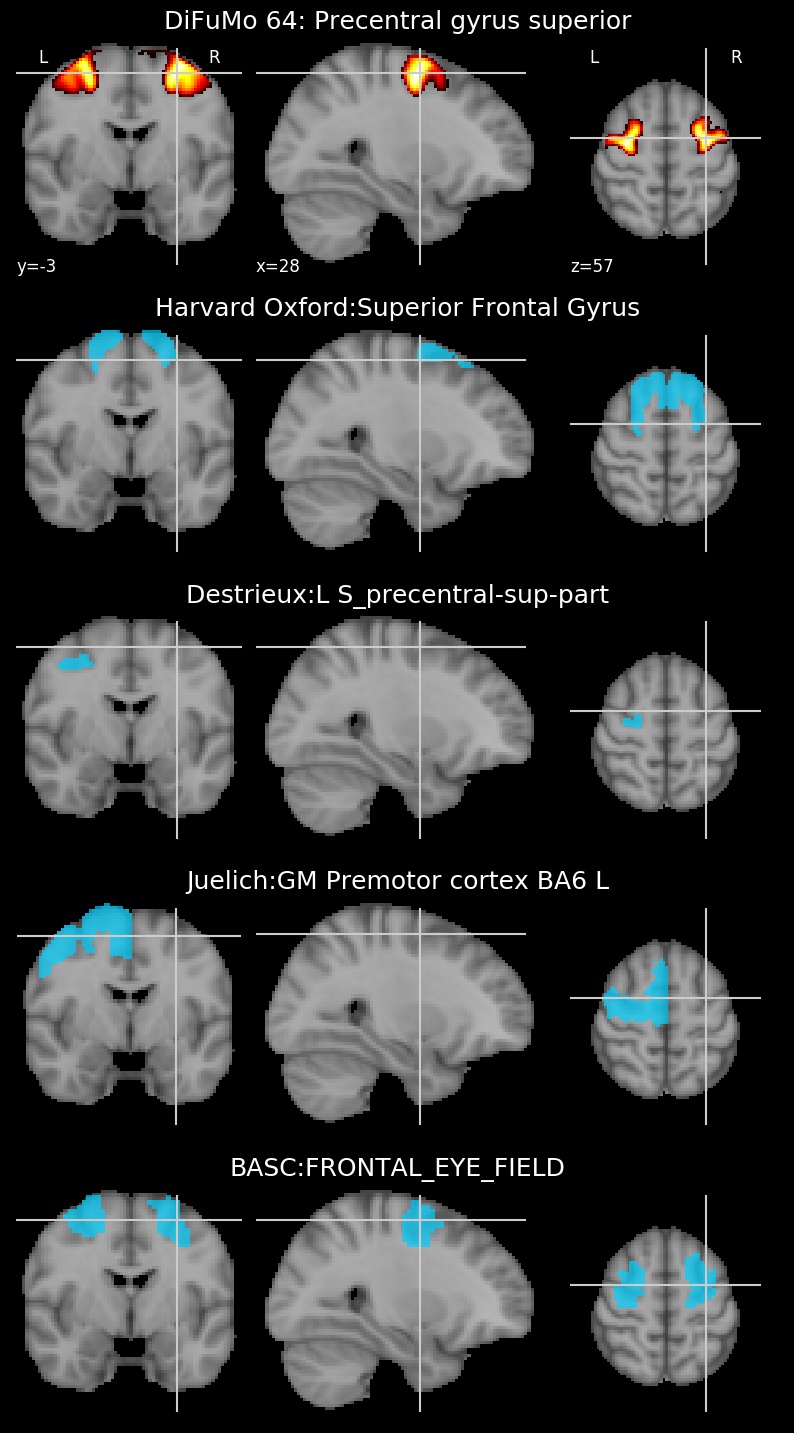 DiFuMo 64: Precentral gyrus superior
L R L R
y=-3 x=28 z=57
Harvard Oxford:Superior Frontal Gyrus
Destrieux:L S_precentral-sup-part
Juelich:GM Premotor cortex BA6 L
BASC:FRONTAL_EYE_FIELD